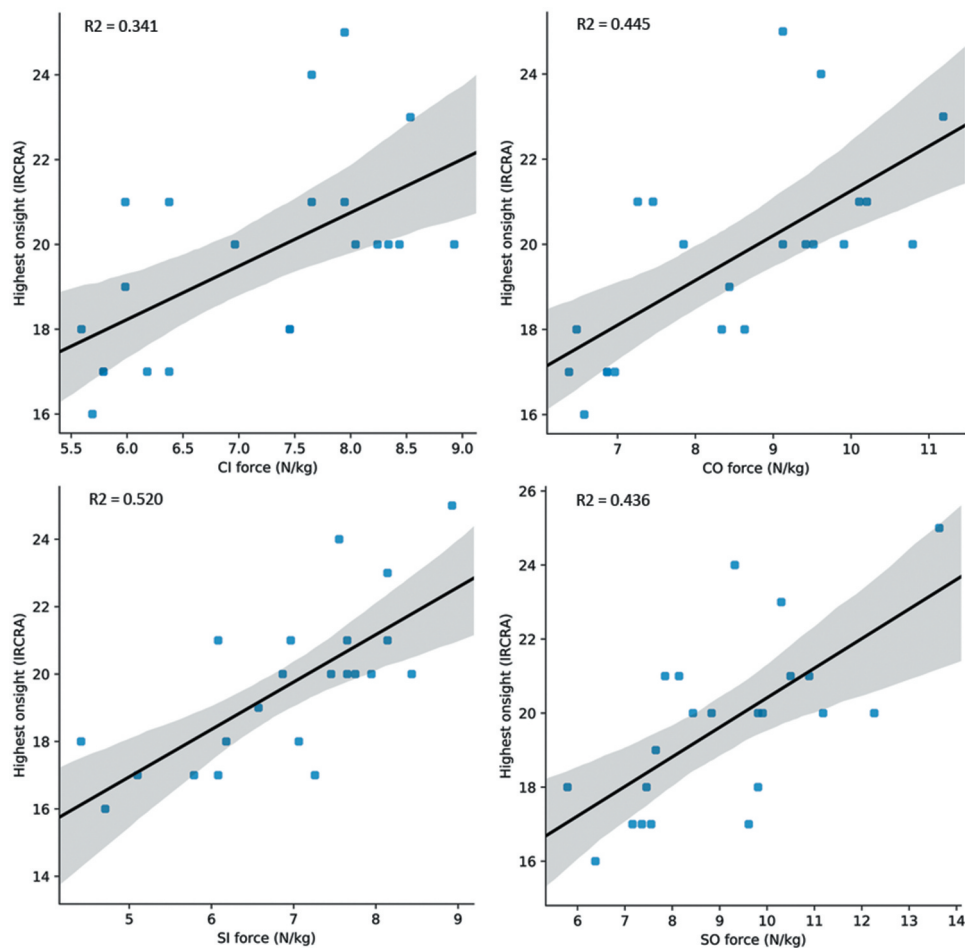 R2 = 0.341
Highest onsight (IRCRA)
24
22
20
18
16
5.5 6.0 6.5 7.0 7.5 8.0 8.5 9.0
CI force (N/kg)
R2 = 0.445
Highest onsight (IRCRA)
24
22
20
18
16
7 8 9 10 11
CO force (N/kg)
R2 = 0.520
Highest onsight (IRCRA)
24
22
20
18
16
14
5 6 7 8 9
SI force (N/kg)
R2 = 0.436
Highest onsight (IRCRA)
26
24
22
20
18
16
6 7 8 9 10 11 12 13 14
SO force (N/kg)